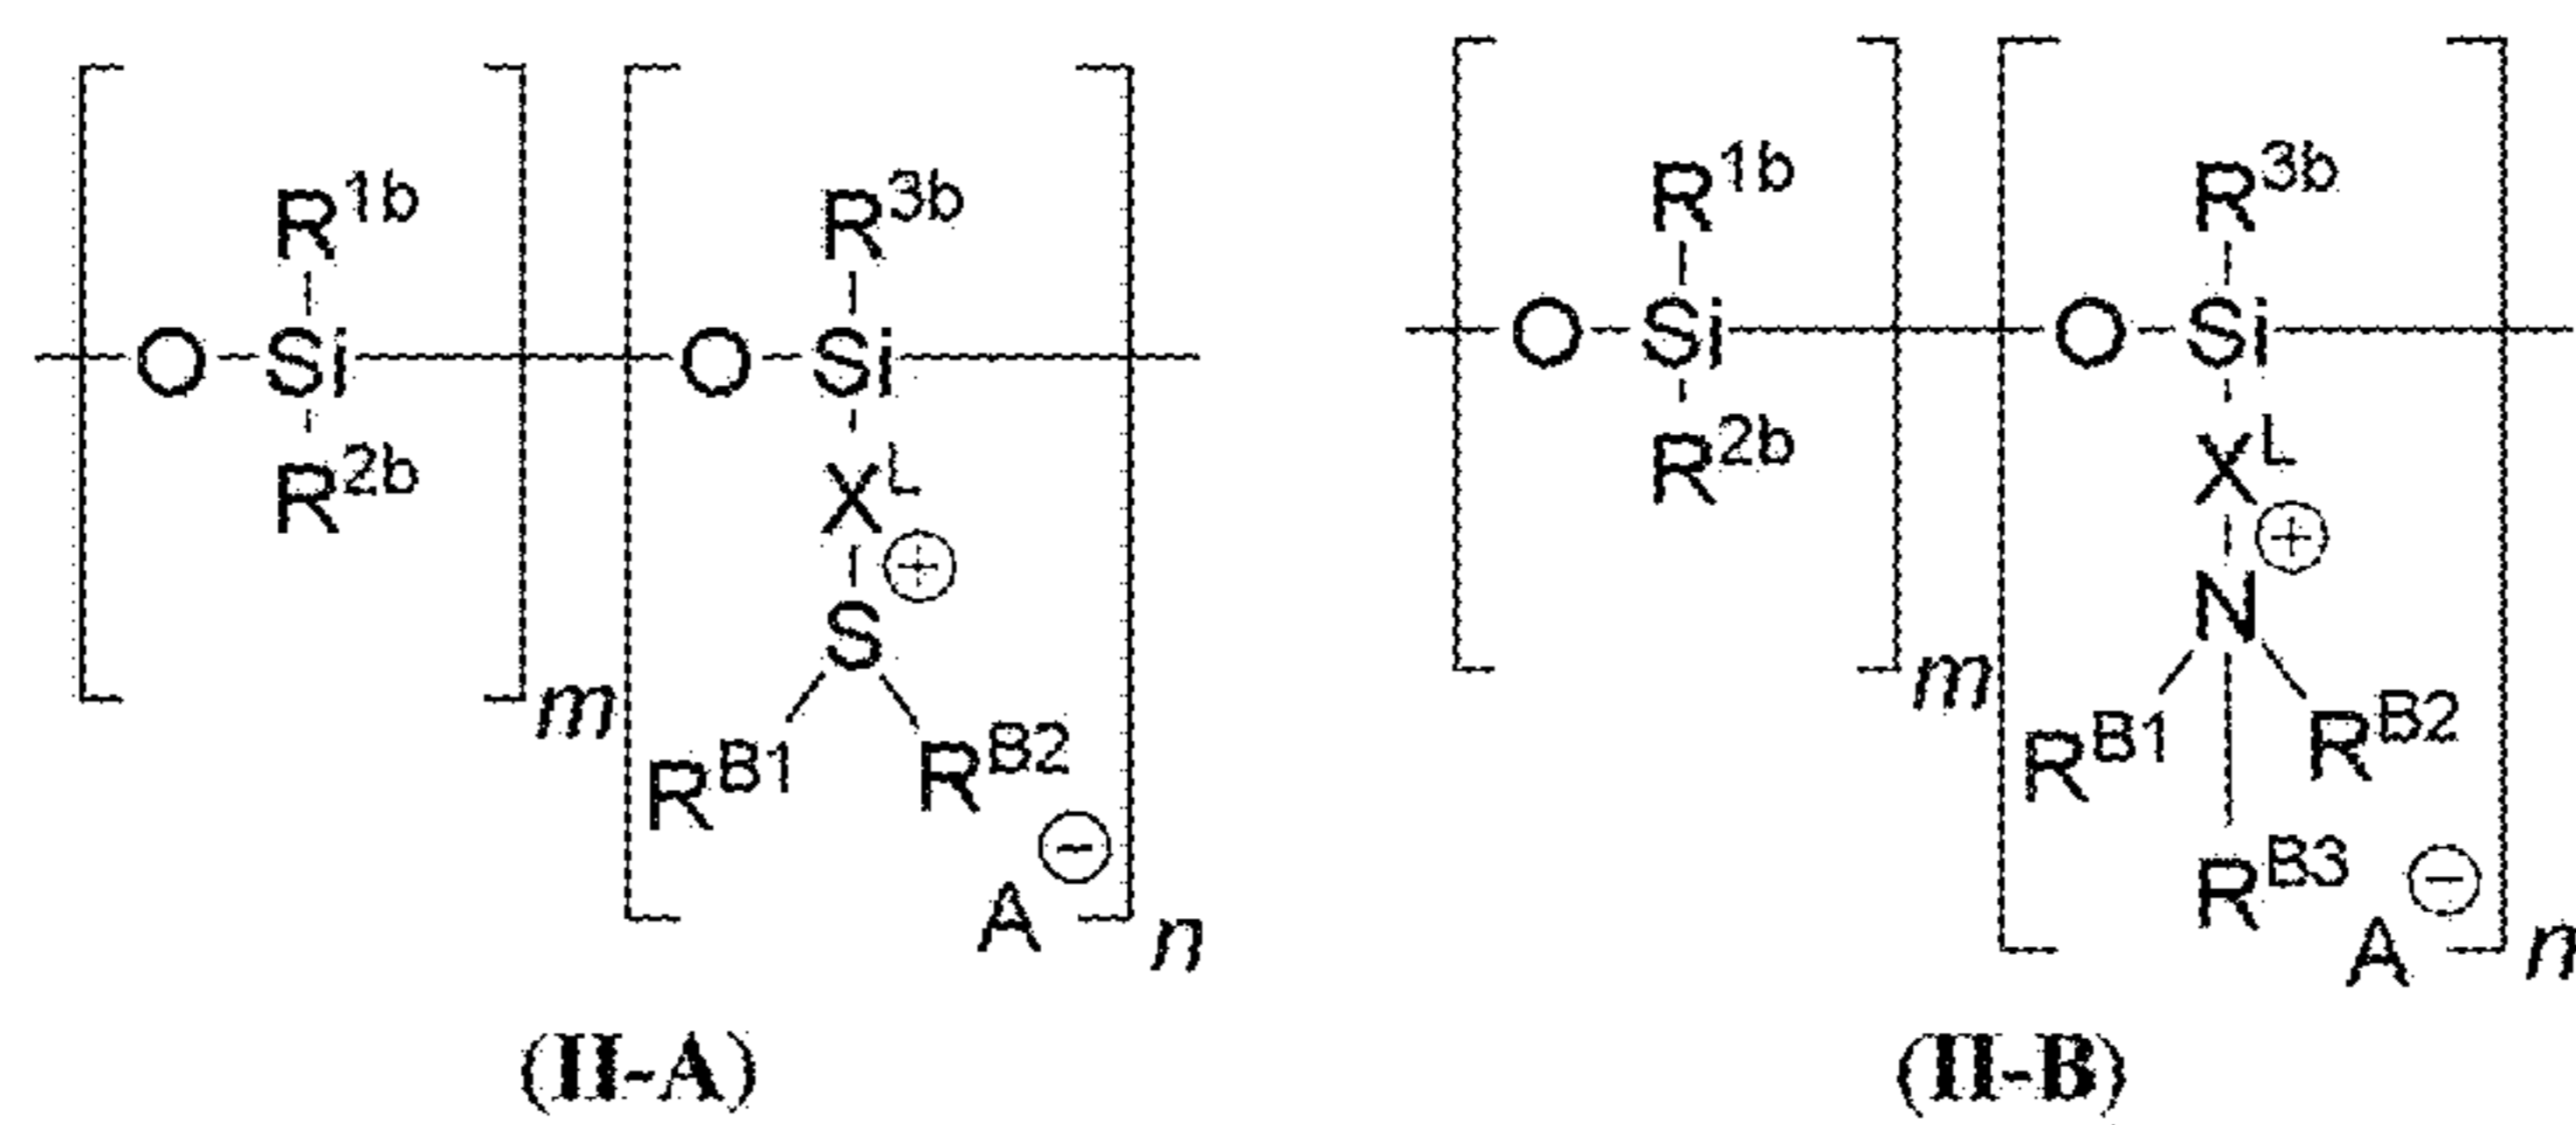 R1b R3b R1b R3b
O Si O Si O Si O Si
R2b XL R2b XL
⊕ ⊕
S N
m m
RB1 RB2 RB1 RB2
⊖ RB3 ⊖
A n A n
(II-A) (II-B)